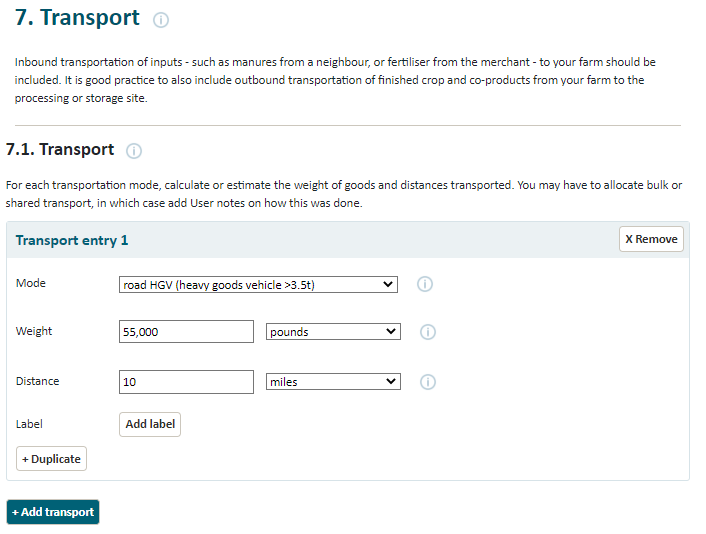 7. Transport
Inbound transportation of inputs - such as manures from a neighbour, or fertiliser from the merchant - to your farm should be
included. It is good practice to also include outbound transportation of finished crop and co-products from your farm to the
processing or storage site.
7.1. Transport
For each transportation mode, calculate or estimate the weight of goods and distances transported. You may have to allocate bulk or
shared transport, in which case add User notes on how this was done.
Transport entry 1 X Remove
Mode road HGV (heavy goods vehicle >3.5t)
Weight 55,000 pounds
Distance 10 miles
Label Add label
+ Duplicate
+ Add transport